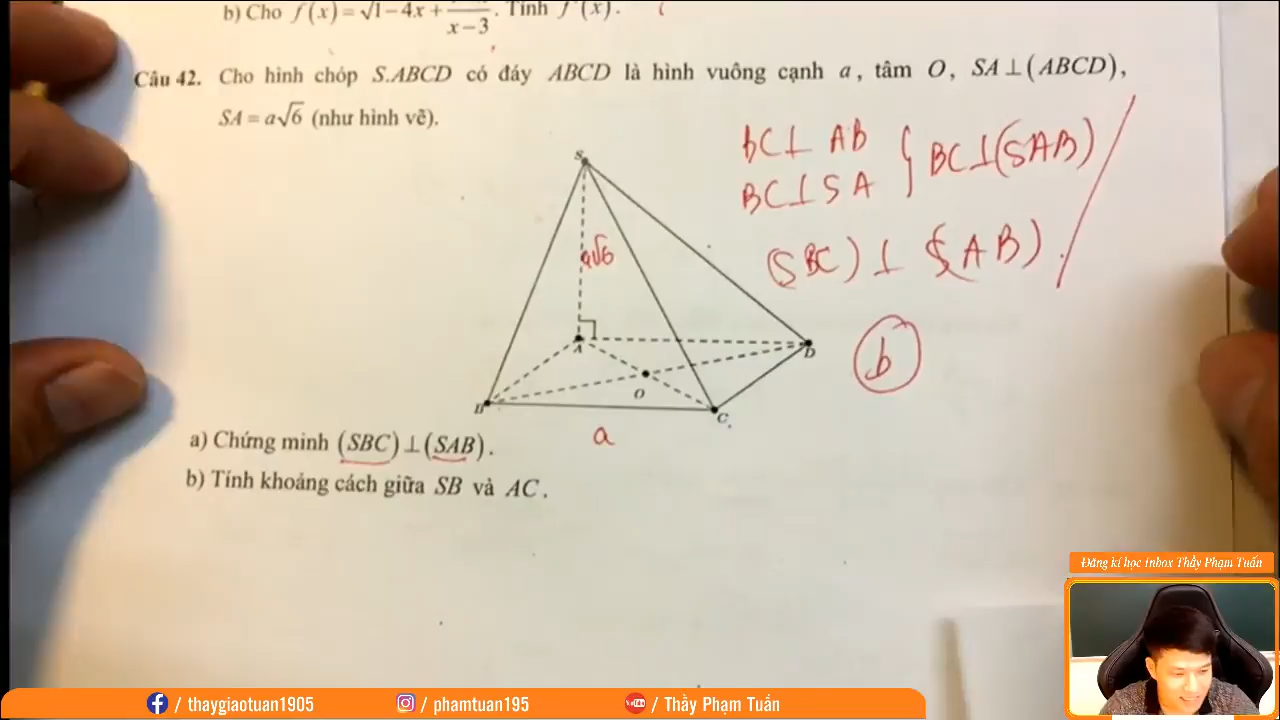 b) Cho f(x) = √1−4x + x−3 . Tính f'(x).
Câu 42. Cho hình chóp S.ABCD có đáy ABCD là hình vuông cạnh a, tâm O, SA ⊥ (ABCD),
SA = a√6 (như hình vẽ).
bC ⊥ AB
BC ⊥ SA } BC ⊥ (SAB)
(SBC) ⊥ (SAB)
S
a√6
A
D
b
O
B
C
a
a) Chứng minh (SBC) ⊥ (SAB).
b) Tính khoảng cách giữa SB và AC.
Đăng kí học inbox Thầy Phạm Tuấn
/ thaygiaotuan1905
/ phamtuan195
YouTube / Thầy Phạm Tuấn